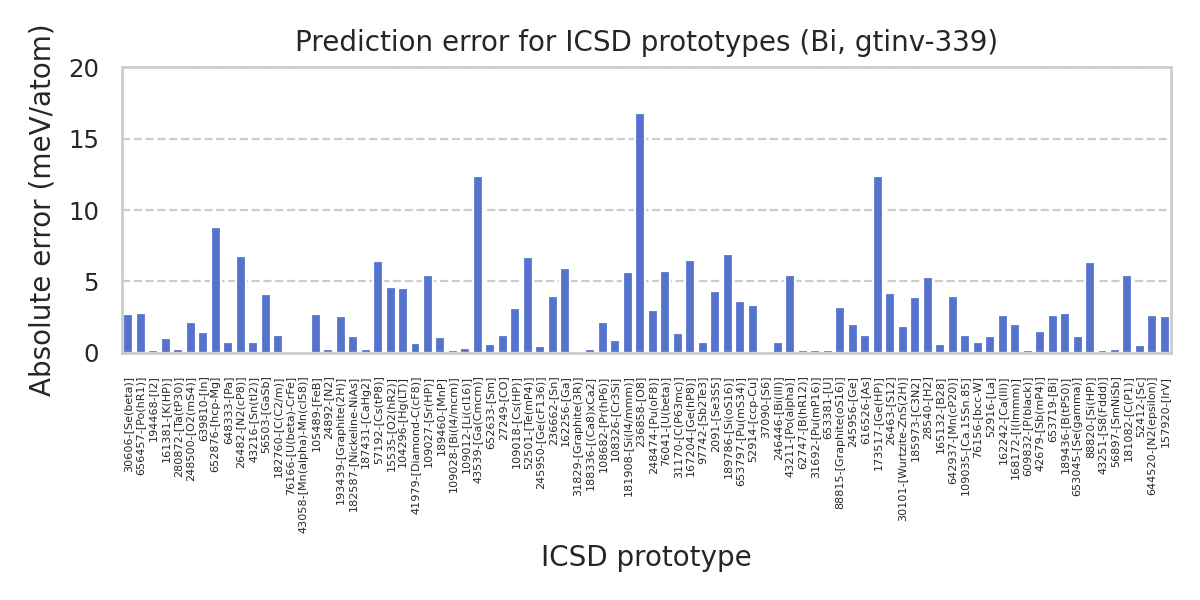 Prediction error for ICSD prototypes (Bi, gtinv-339)
Absolute error (meV/atom)
20
15
10
5
0
30606-[Se(beta)]
656457-[Po(hR1)]
194468-[I2]
161381-[K(HP)]
280872-[Ta(tP30)]
248500-[O2(mS4)]
639810-[In]
652876-[hcp-Mg]
64833-[Pa]
26482-[N2(cP8)]
43216-[Sn(tI2)]
56503-[GaSb]
182760-[C(C2/m)]
76166-[U(beta)-CrFe]
43058-[Mn(alpha)-Mn(cI58)]
105489-[FeB]
24892-[N2]
193439-[Graphite(2H)]
182587-[Nickeline-NiAs]
187431-[CaHg2]
57192-[Cs(tP8)]
15535-[O2(hR2)]
104296-[Hg(LT)]
41979-[Diamond-C(cF8)]
109027-[Sr(HP)]
189460-[MnP]
109028-[Bi(I4/mcm)]
109012-[Li(cI16)]
43539-[Ga(Cmcm)]
652633-[Sm]
27249-[CO]
109018-[Cs(HP)]
52501-[Te(mP4)]
245950-[Ge(cF136)]
236662-[Sn]
162256-[Ga]
31829-[Graphite(3R)]
188336-[(Ca8)xCa2]
108682-[Pr(hP6)]
108326-[Cr3Si]
181908-[Si(I4/mmm)]
236858-[O8]
248474-[Pu(oF8)]
76041-[U(beta)]
31170-[C(P63mc)]
167204-[Ge(hP8)]
97742-[Sb2Te3]
2091-[Se3S5]
189786-[Si(oS16)]
653797-[Pu(mS34)]
52914-[ccp-Cu]
37090-[S6]
246446-[Bi(III)]
43211-[Po(alpha)]
62747-[B(hR12)]
31692-[Pu(mP16)]
653381-[U]
88815-[Graphite(oS16)]
245956-[Ge]
616526-[As]
173517-[Ge(HP)]
26463-[S12]
30101-[Wurtzite-ZnS(2H)]
185973-[C3N2]
28540-[H2]
165132-[B28]
642937-[Mn(cP20)]
109035-[Ca.15Sn.85]
76156-[bcc-W]
52916-[La]
162242-[Ca(III)]
168172-[I(Immm)]
609832-[P(black)]
42679-[Sb(mP4)]
653719-[Bi]
189436-[B(tP50)]
653045-[Se(gamma)]
88820-[Si(HP)]
43251-[S8(Fddd)]
56897-[SmNiSb]
181082-[C(P1)]
52412-[Sc]
644520-[N2(epsilon)]
157920-[IrV]
ICSD prototype